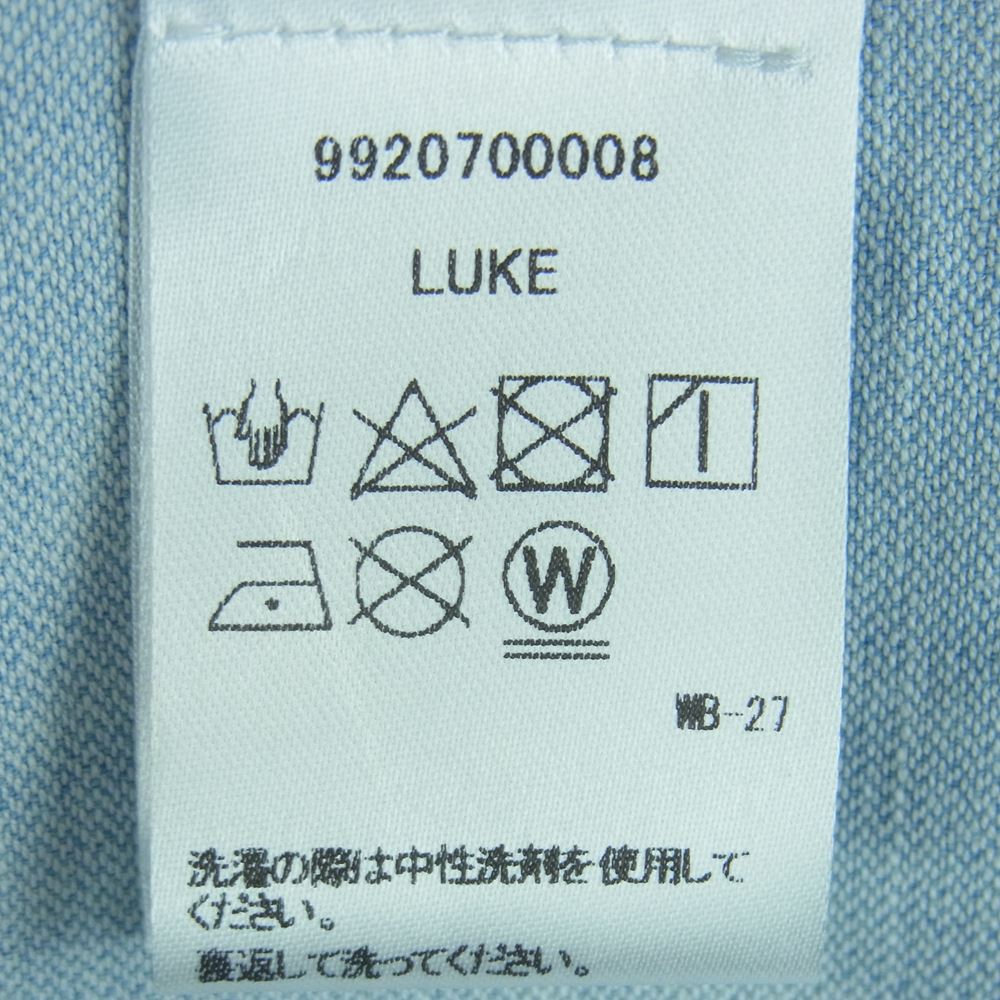 9920700008
LUKE
W
WB-27
洗濯の際は中性洗剤を使用して
ください。
裏返して洗ってください。